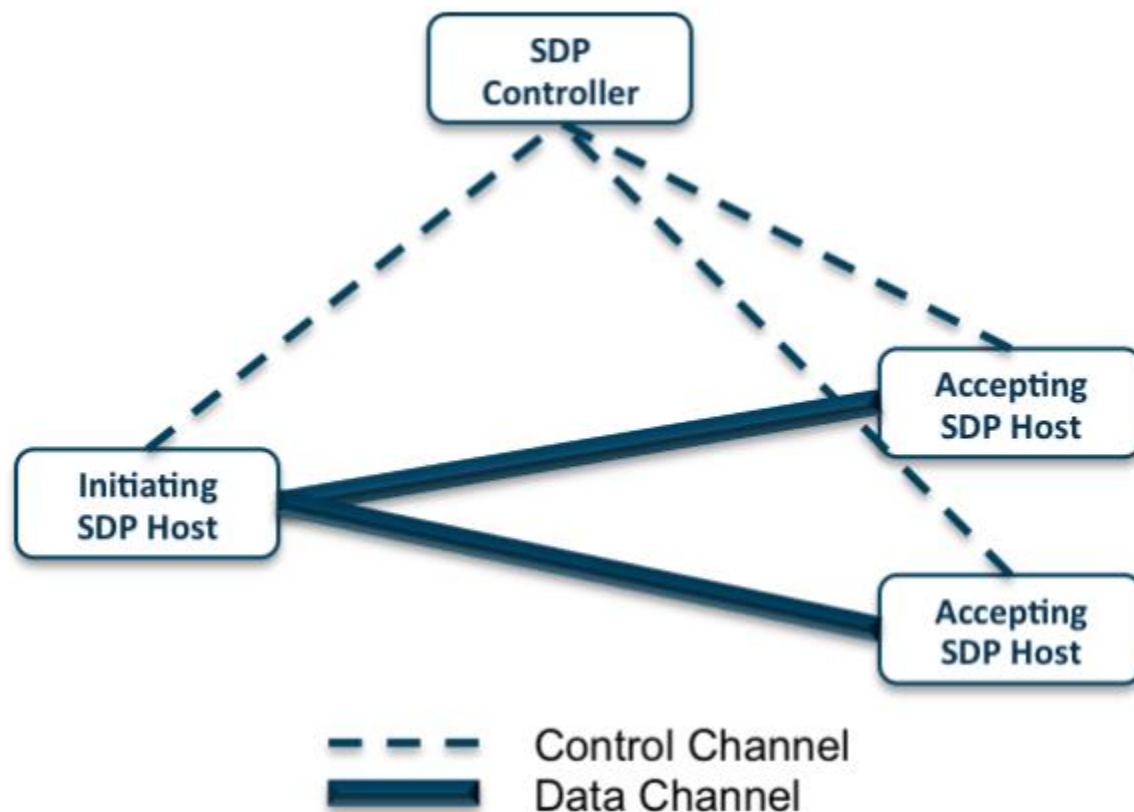 SDP
Controller
Accepting
SDP Host
Initiating
SDP Host
Accepting
SDP Host
Control Channel
Data Channel